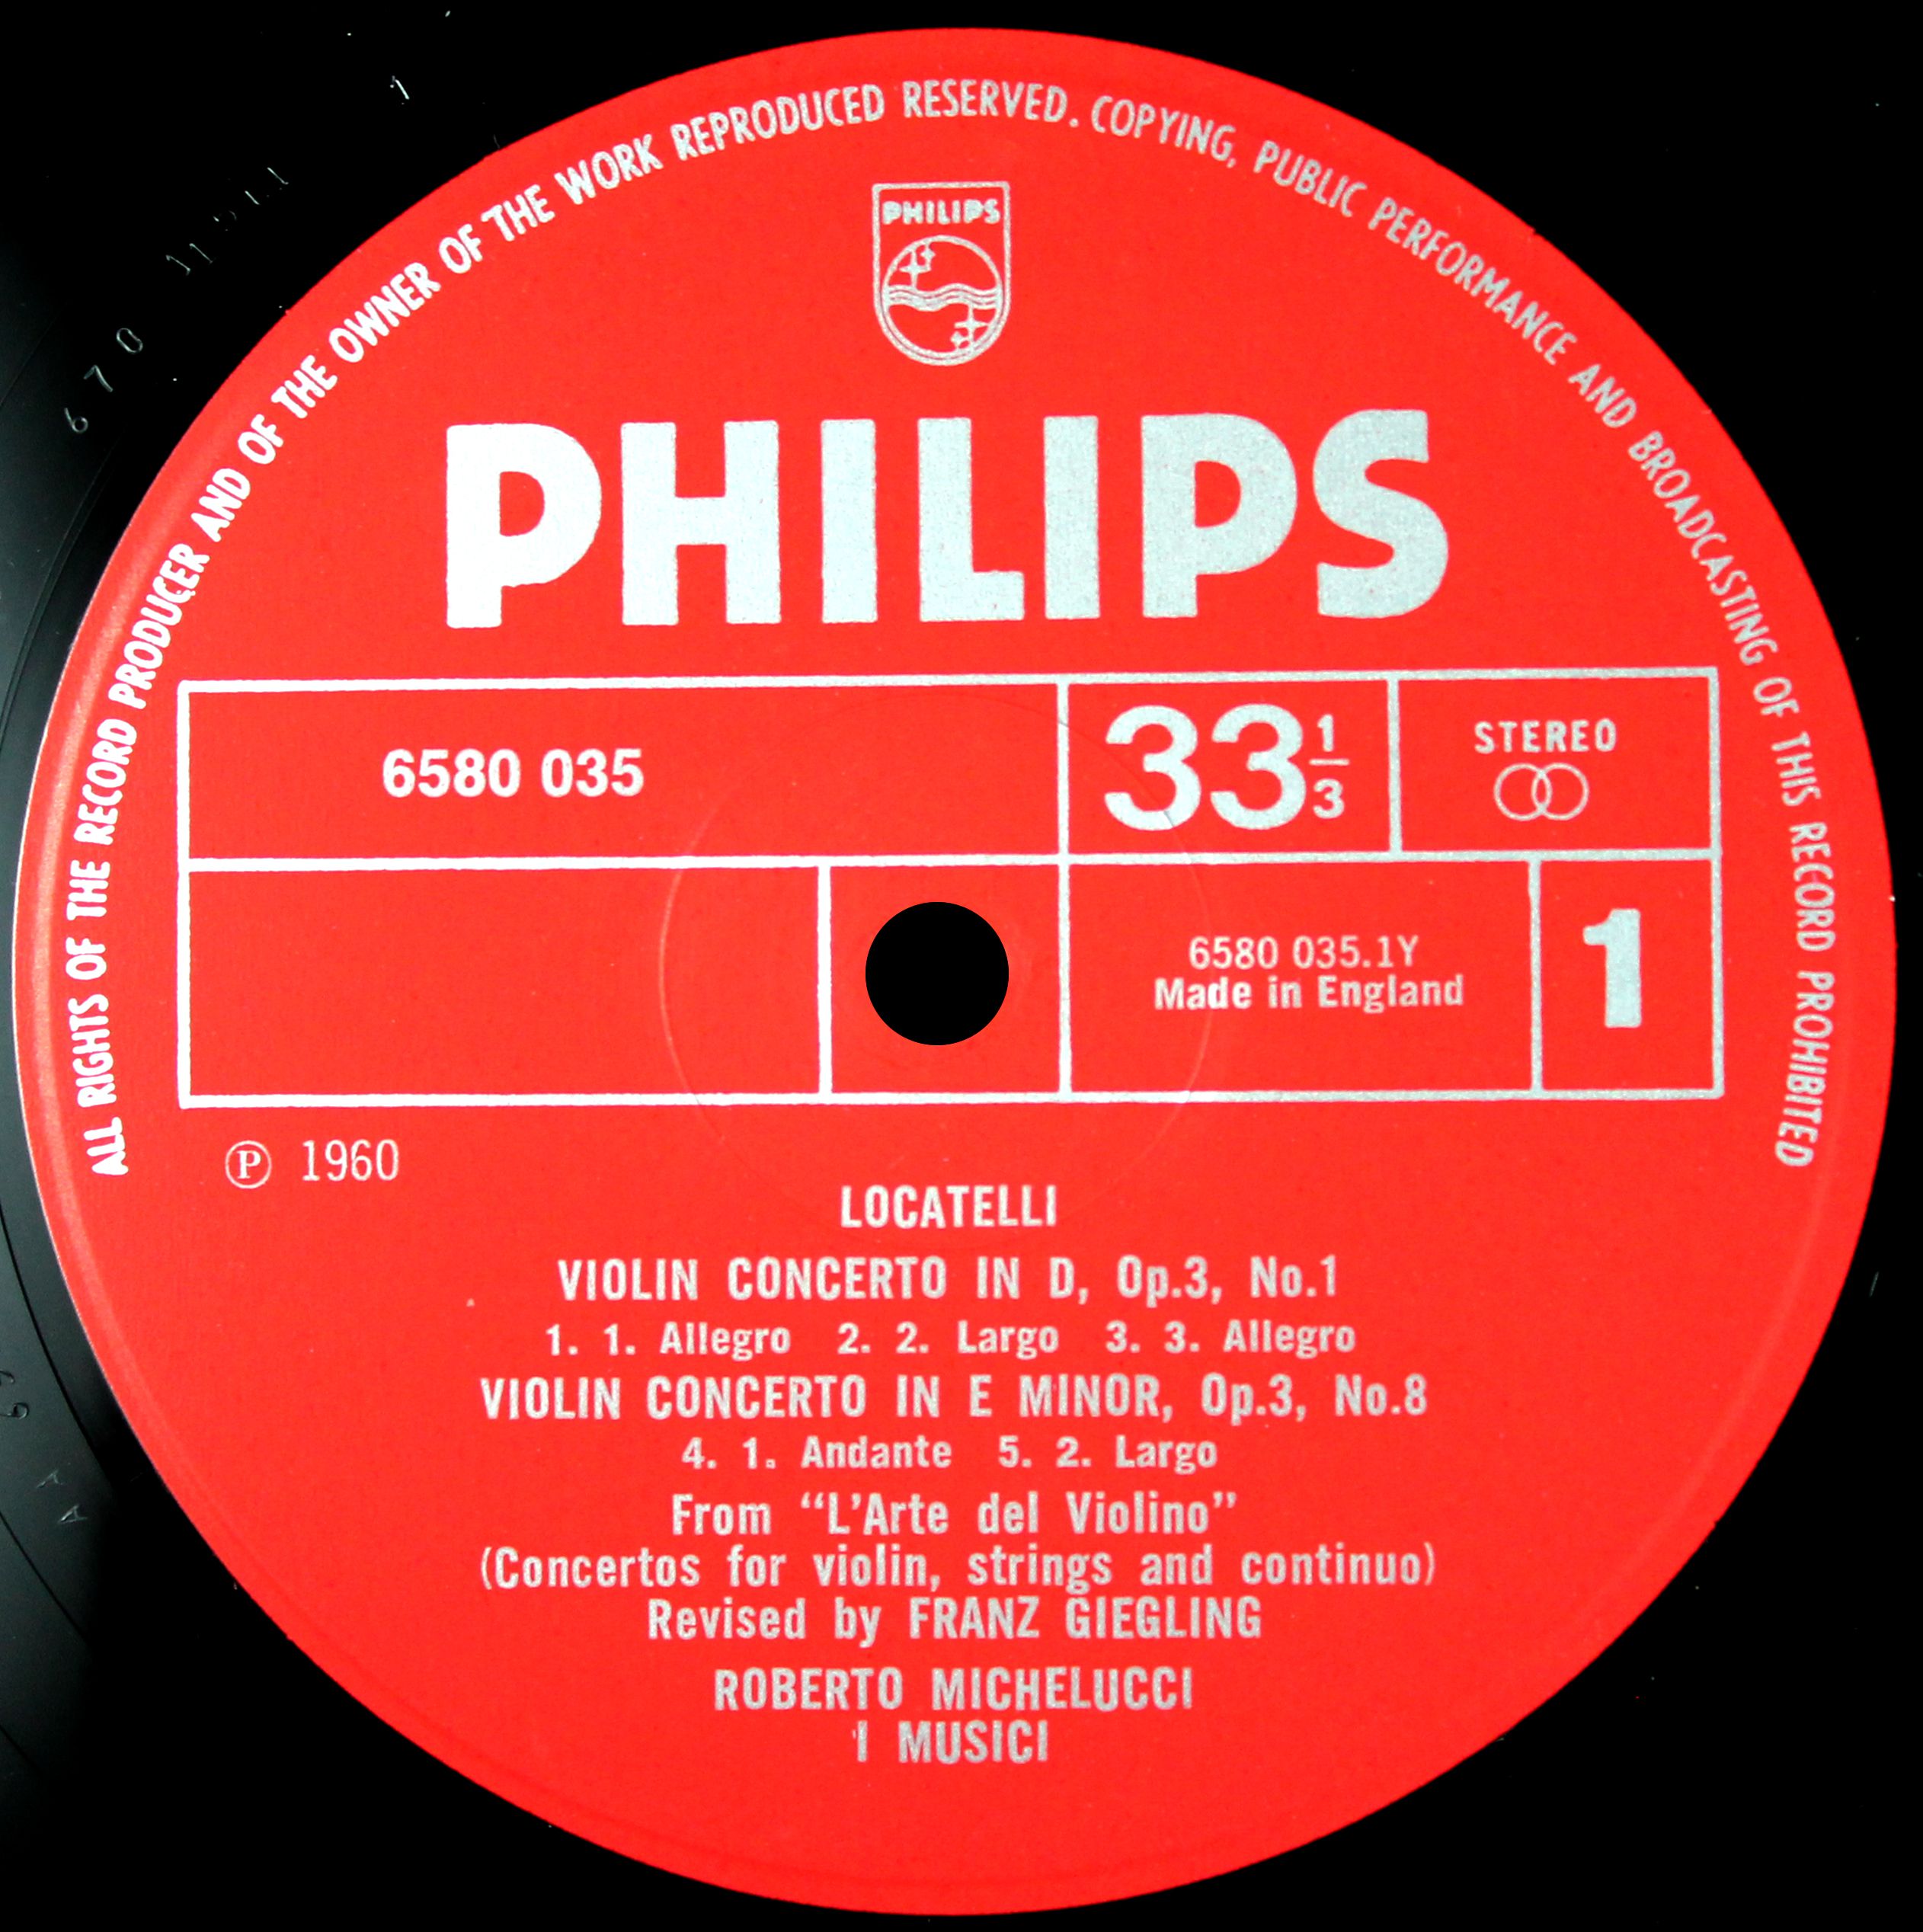 ALL RIGHTS OF THE RECORD PRODUCER AND OF THE OWNER OF THE WORK REPRODUCED RESERVED. COPYING, PUBLIC PERFORMANCE AND BROADCASTING OF THIS RECORD PROHIBITED
PHILIPS
PHILIPS
6580 035
33 1/3
STEREO
6580 035.1Y
Made in England
1
Ⓟ 1960
LOCATELLI
VIOLIN CONCERTO IN D, Op.3, No.1
1. 1. Allegro 2. 2. Largo 3. 3. Allegro
VIOLIN CONCERTO IN E MINOR, Op.3, No.8
4. 1. Andante 5. 2. Largo
From “L’Arte del Violino”
(Concertos for violin, strings and continuo)
Revised by FRANZ GIEGLING
ROBERTO MICHELUCCI
I MUSICI
670